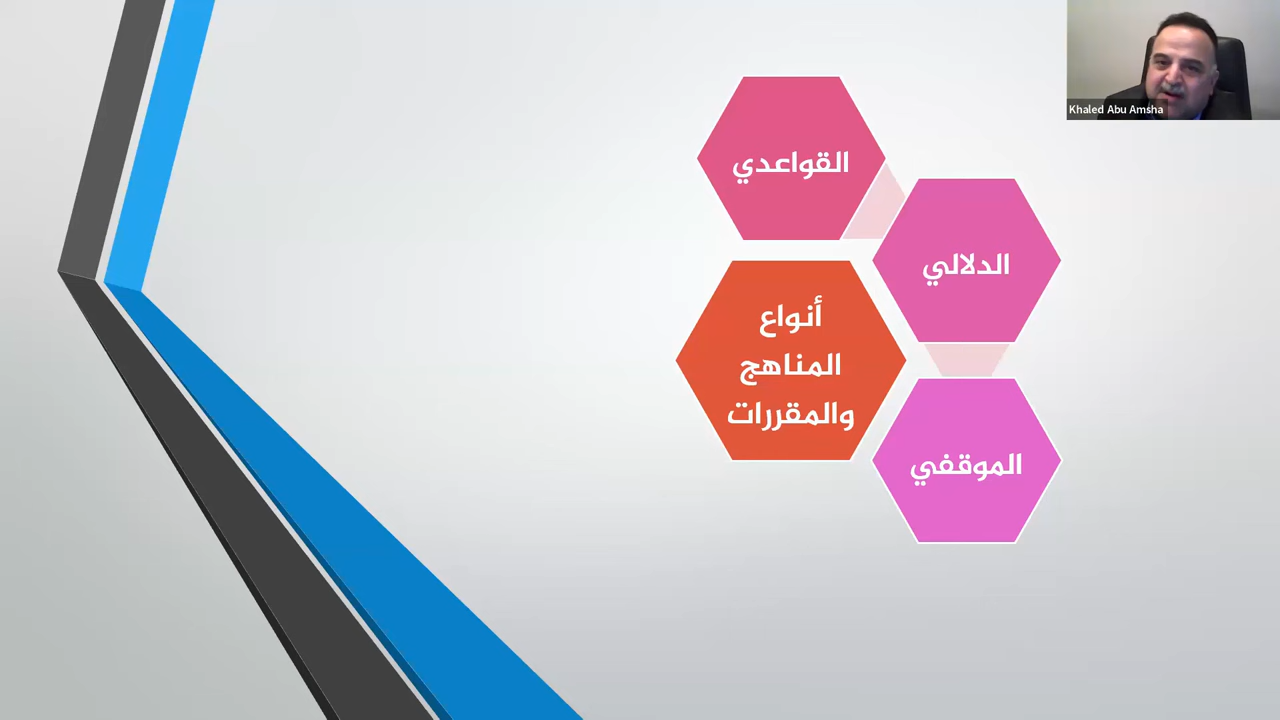 Khaled Abu Amsha
القواعدي
الدلالي
أنواع
المناهج
والمقررات
الموقفي